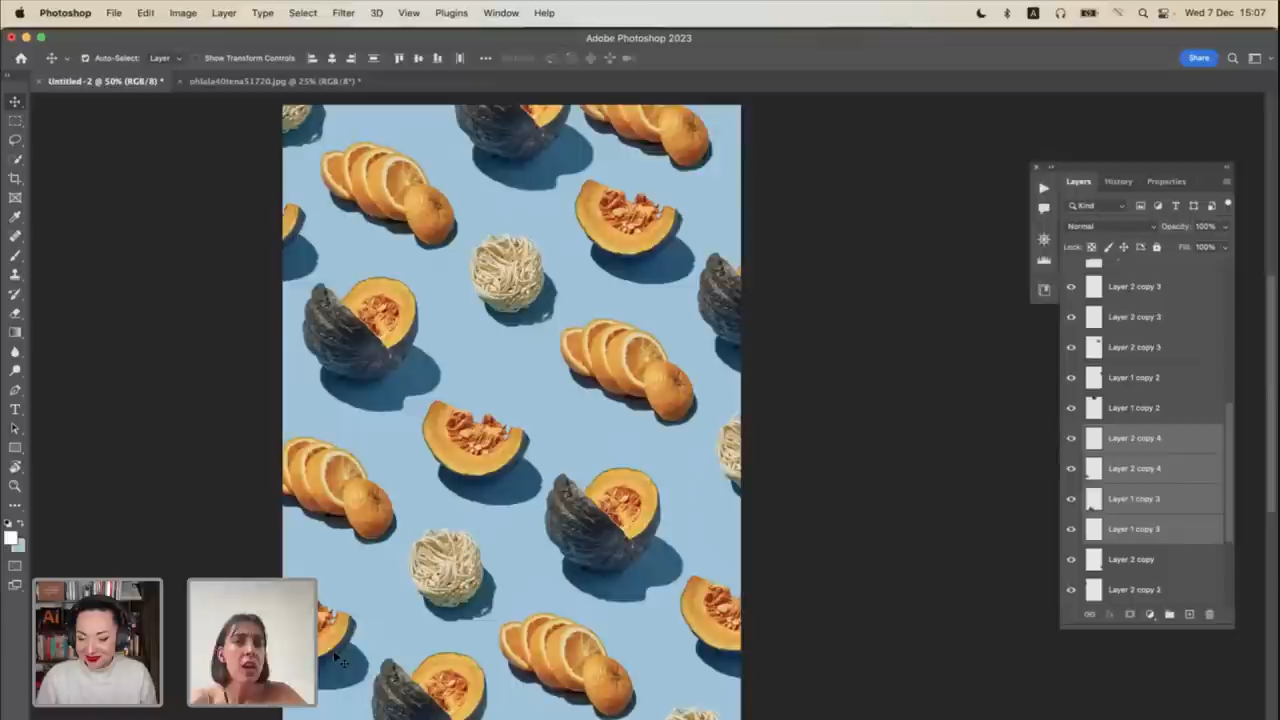 Photoshop File Edit Image Layer Type Select Filter 3D View Plugins Window Help A Wed 7 Dec 15:07
Adobe Photoshop 2023
Auto-Select: Layer Show Transform Controls Share
Untitled-2 @ 50% (RGB/8) * ohlala40tena51720.jpg @ 25% (RGB/8*) *
Layers History Properties
Kind
Normal Opacity: 100%
Lock: Fill: 100%
Layer 2 copy 3
Layer 2 copy 3
Layer 2 copy 3
Layer 1 copy 2
Layer 1 copy 2
Layer 2 copy 4
Layer 2 copy 4
Layer 1 copy 3
Layer 1 copy 3
Layer 2 copy
Layer 2 copy 2
Ai